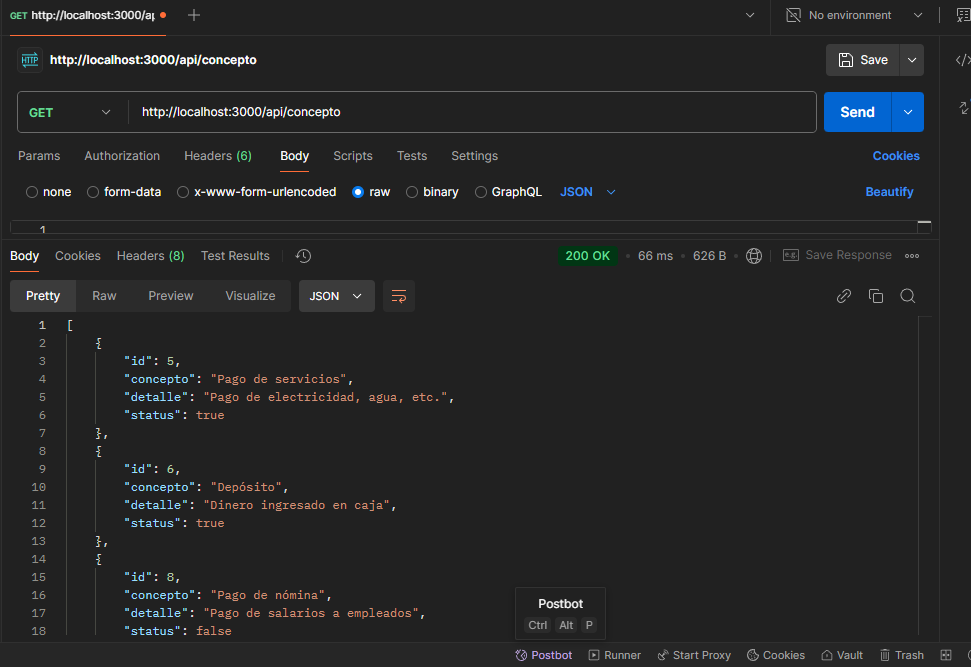 GET http://localhost:3000/ap
No environment
HTTP http://localhost:3000/api/concepto
Save
GET http://localhost:3000/api/concepto
Send
Params Authorization Headers (6) Body Scripts Tests Settings Cookies
none form-data x-www-form-urlencoded raw binary GraphQL JSON Beautify
1
Body Cookies Headers (8) Test Results 200 OK • 66 ms • 626 B • e.g. Save Response
Pretty Raw Preview Visualize JSON
1 [
2 {
3 "id": 5,
4 "concepto": "Pago de servicios",
5 "detalle": "Pago de electricidad, agua, etc.",
6 "status": true
7 },
8 {
9 "id": 6,
10 "concepto": "Depósito",
11 "detalle": "Dinero ingresado en caja",
12 "status": true
13 },
14 {
15 "id": 8,
16 "concepto": "Pago de nómina",
17 "detalle": "Pago de salarios a empleados",
18 "status": false
Postbot
Ctrl Alt P
Postbot Runner Start Proxy Cookies Vault Trash